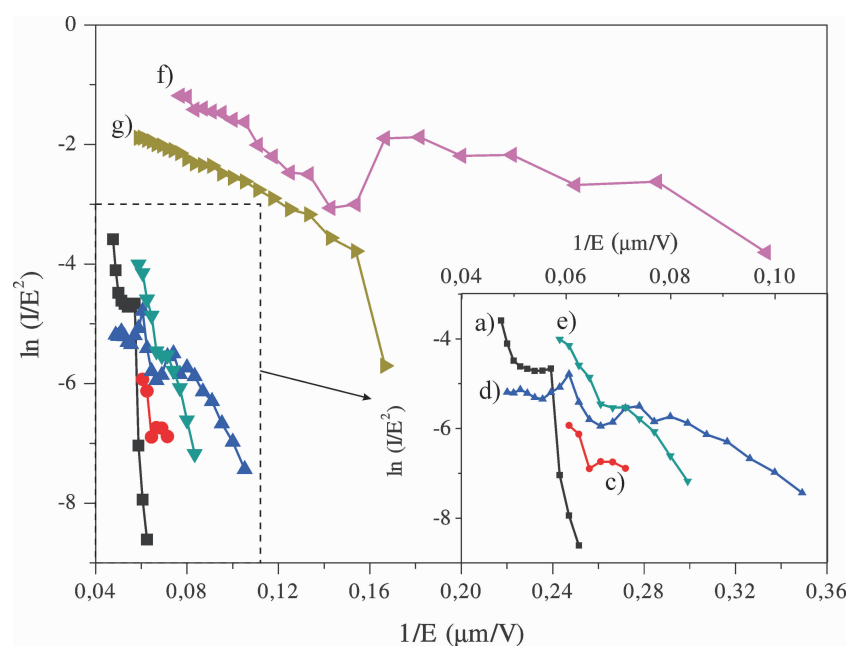 0
-2
-4
-6
-8
ln (I/E²)
0,04
0,08
0,12
0,16
0,20
0,24
0,28
0,32
0,36
1/E (μm/V)
f)
g)
1/E (μm/V)
0,04
0,06
0,08
0,10
-4
-6
-8
ln (I/E²)
a)
e)
d)
c)